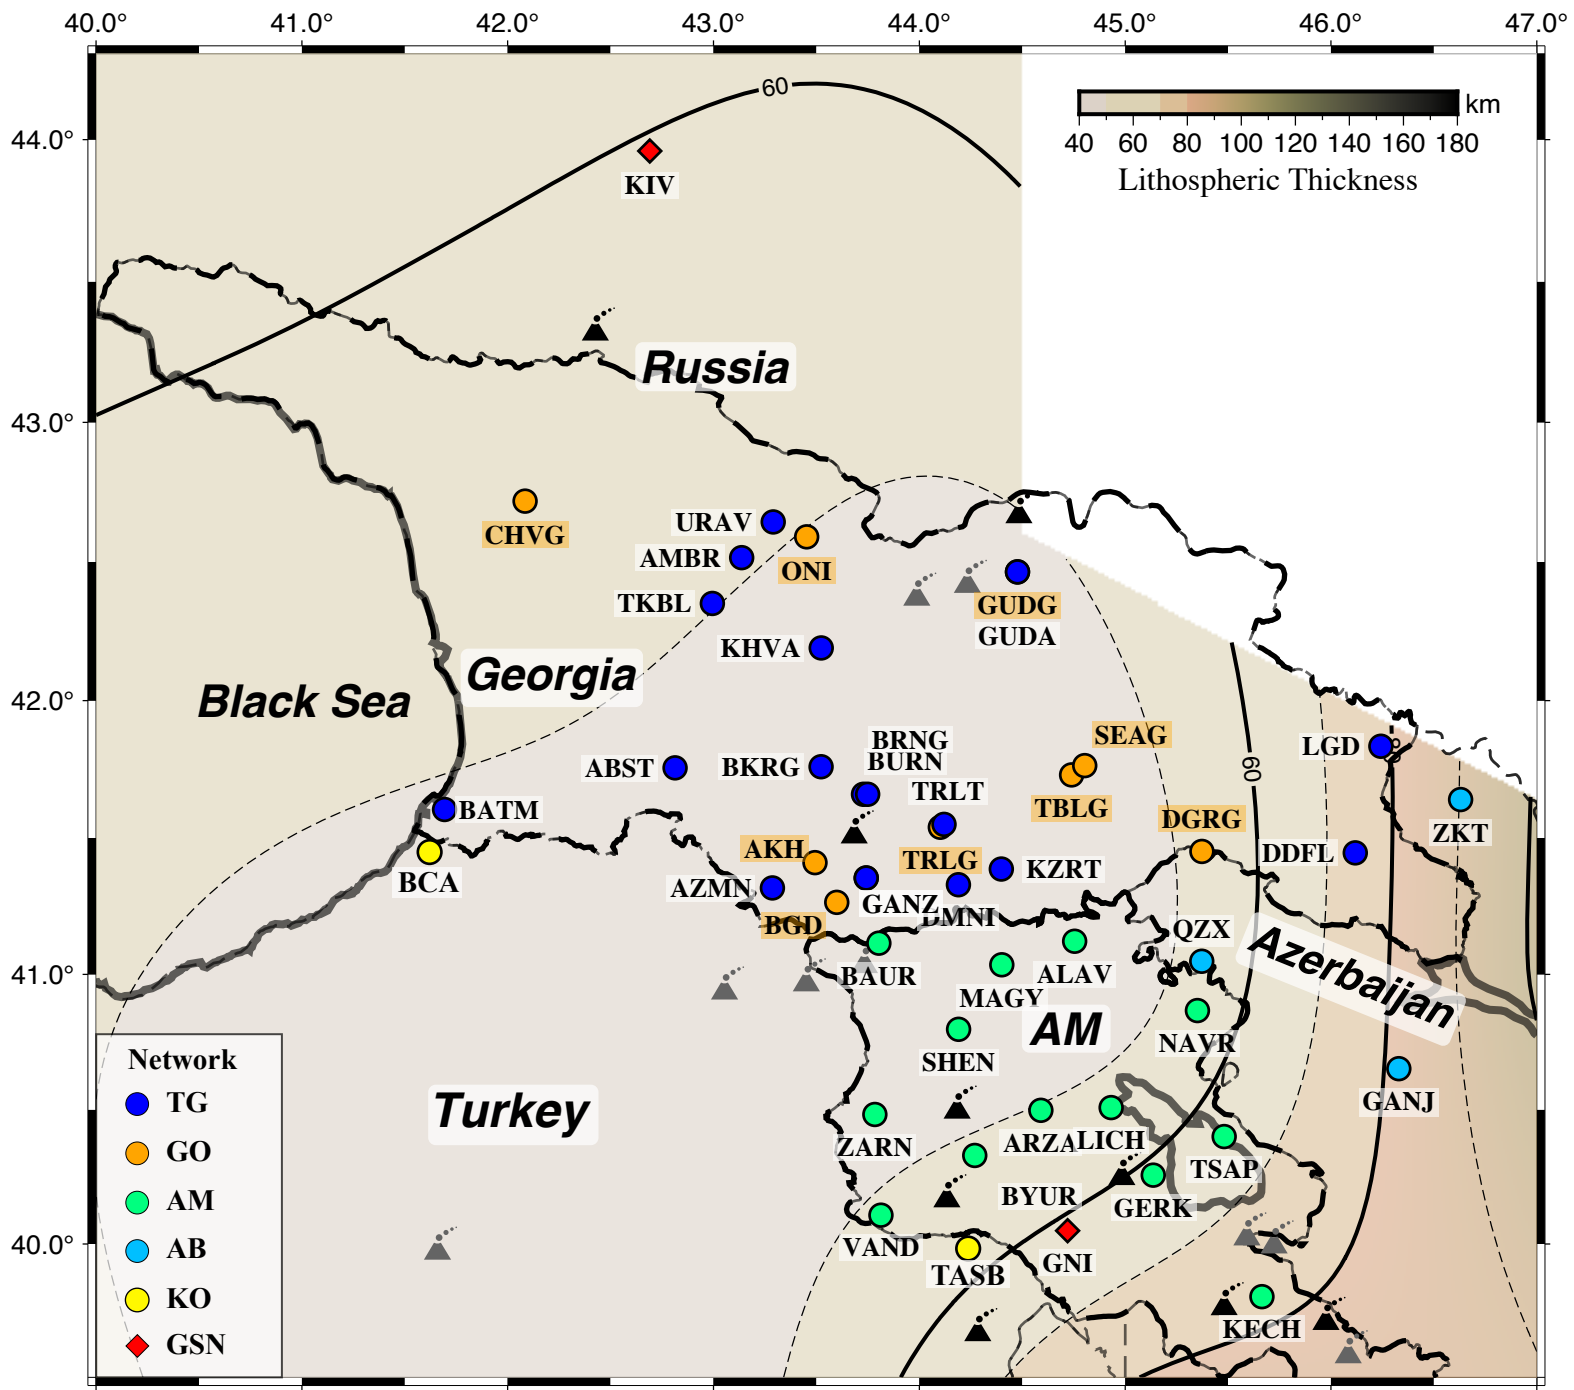 40.0° 41.0° 42.0° 43.0° 44.0° 45.0° 46.0° 47.0°
60
km
44.0°
40 60 80 100 120 140 160 180
KIV
Lithospheric Thickness
Russia
43.0°
URAV
CHVG
AMBR
ONI
TKBL
GUDG
GUDA
KHVA
Georgia
42.0°
Black Sea
SEAG
BRNG
LGD
BURN
ABST
BKRG
60
TRLT
TBLG
BATM
DGRG
ZKT
AKH
TRLG
DDFL
KZRT
BCA
AZMN
GANZ
DMNI
BGD
QZX
Azerbaijan
41.0°
BAUR
ALAV
MAGY
AM
NAVR
Network
SHEN
TG
GANJ
Turkey
ZARN
ARZA
LICH
GO
TSAP
BYUR
AM
GERK
40.0°
VAND
AB
TASB
GNI
KO
KECH
GSN